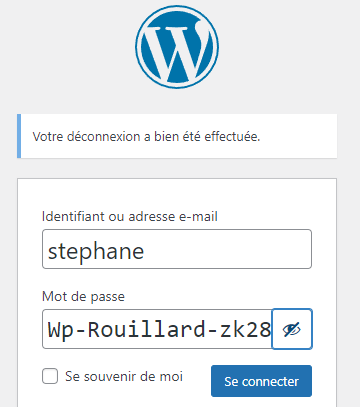 Votre déconnexion a bien été effectuée.
Identifiant ou adresse e-mail
stephane
Mot de passe
Wp-Rouillard-zk28
Se souvenir de moi
Se connecter